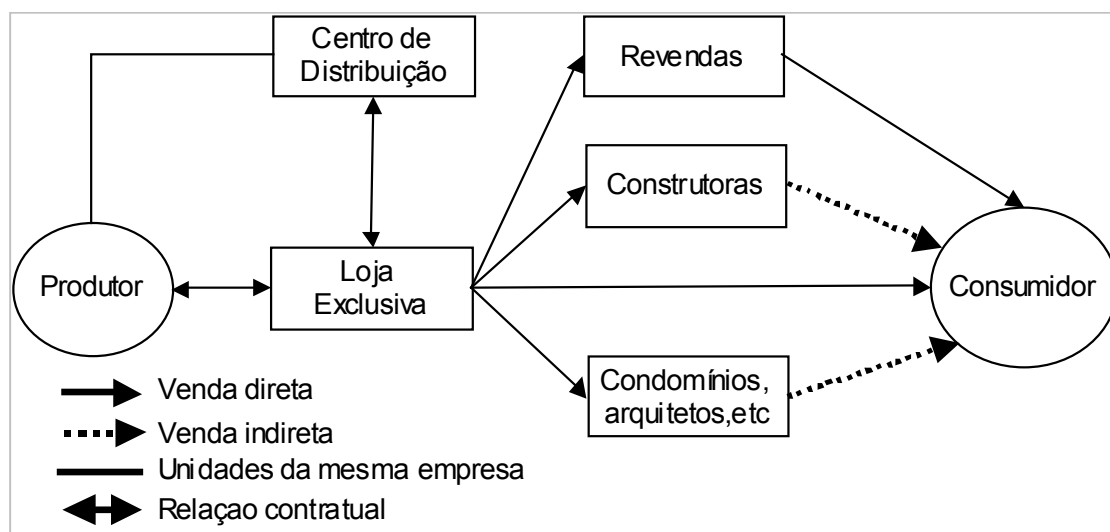 Centro de
Distribuição
Revendas
Construtoras
Produtor
Loja
Exclusiva
Consumidor
Condomínios,
arquitetos,etc
Venda direta
Venda indireta
Unidades da mesma empresa
Relaçao contratual